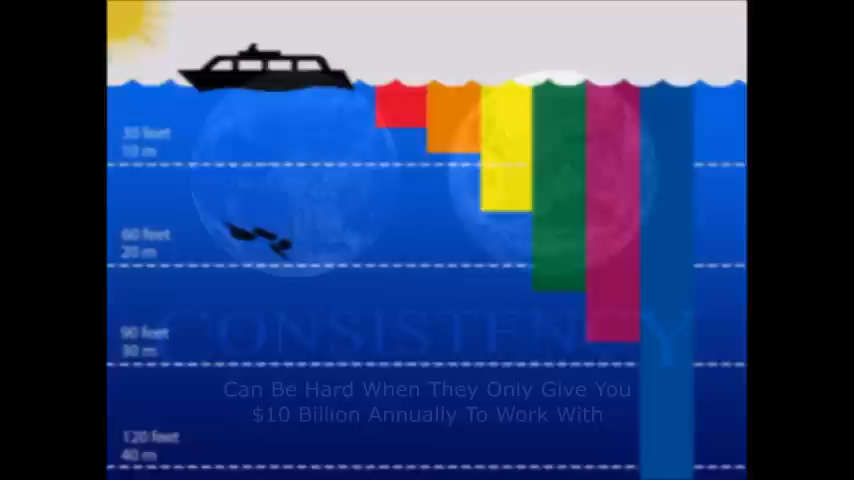 30 feet
10 m
60 feet
20 m
90 feet
30 m
CONSISTENCY
Can Be Hard When They Only Give You
$10 Billion Annually To Work With
120 feet
40 m